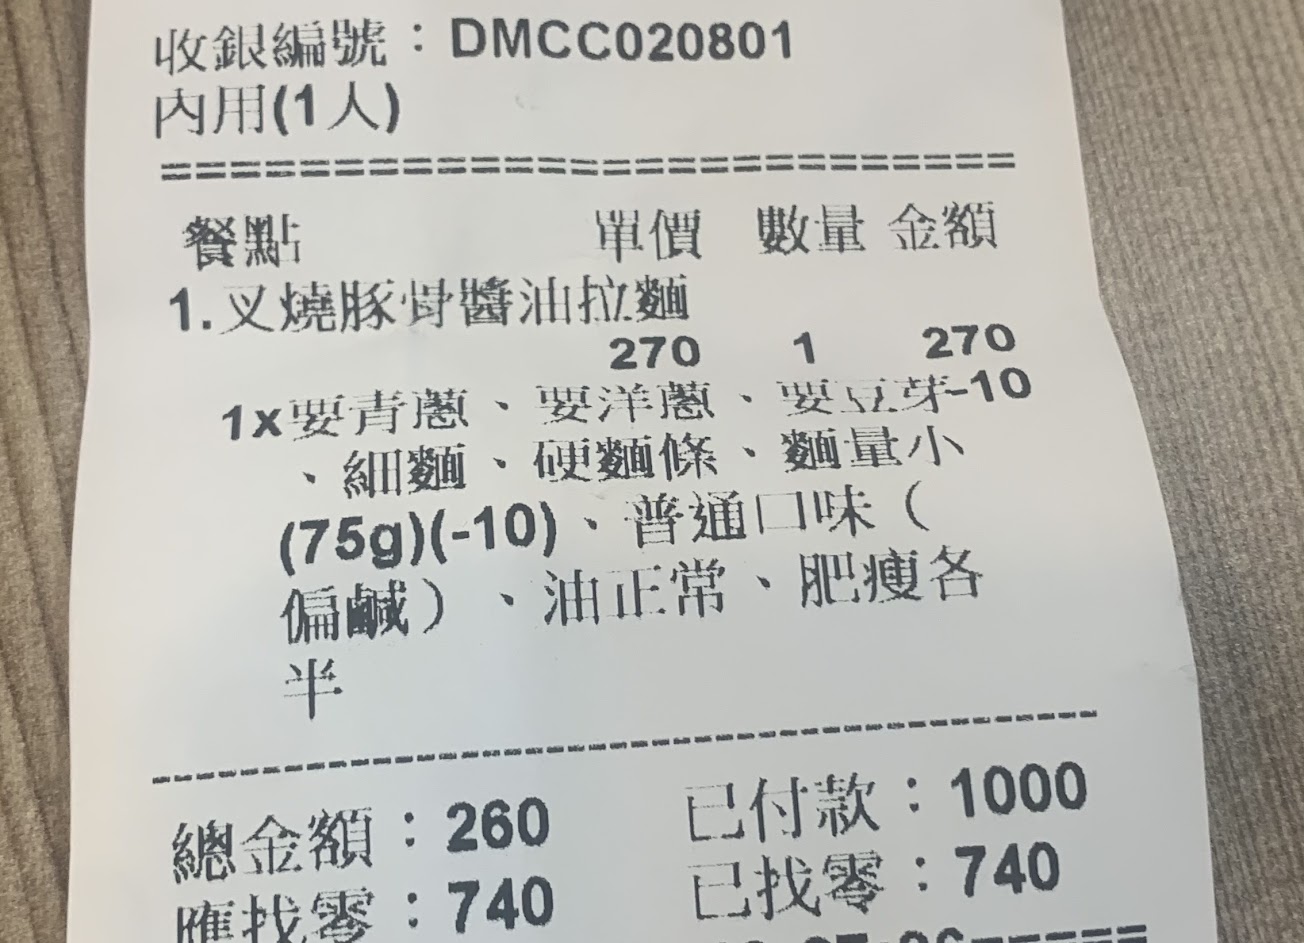 收銀編號：DMCC020801
內用(1人)
===========================
餐點 單價 數量 金額
1.叉燒豚骨醬油拉麵
270 1 270
1x要青蔥、要洋蔥、要豆芽-10
、細麵、硬麵條、麵量小
(75g)(-10)、普通口味（
偏鹹）、油正常、肥瘦各
半
----------------------------------------
總金額：260 已付款：1000
應找零：740 已找零：740